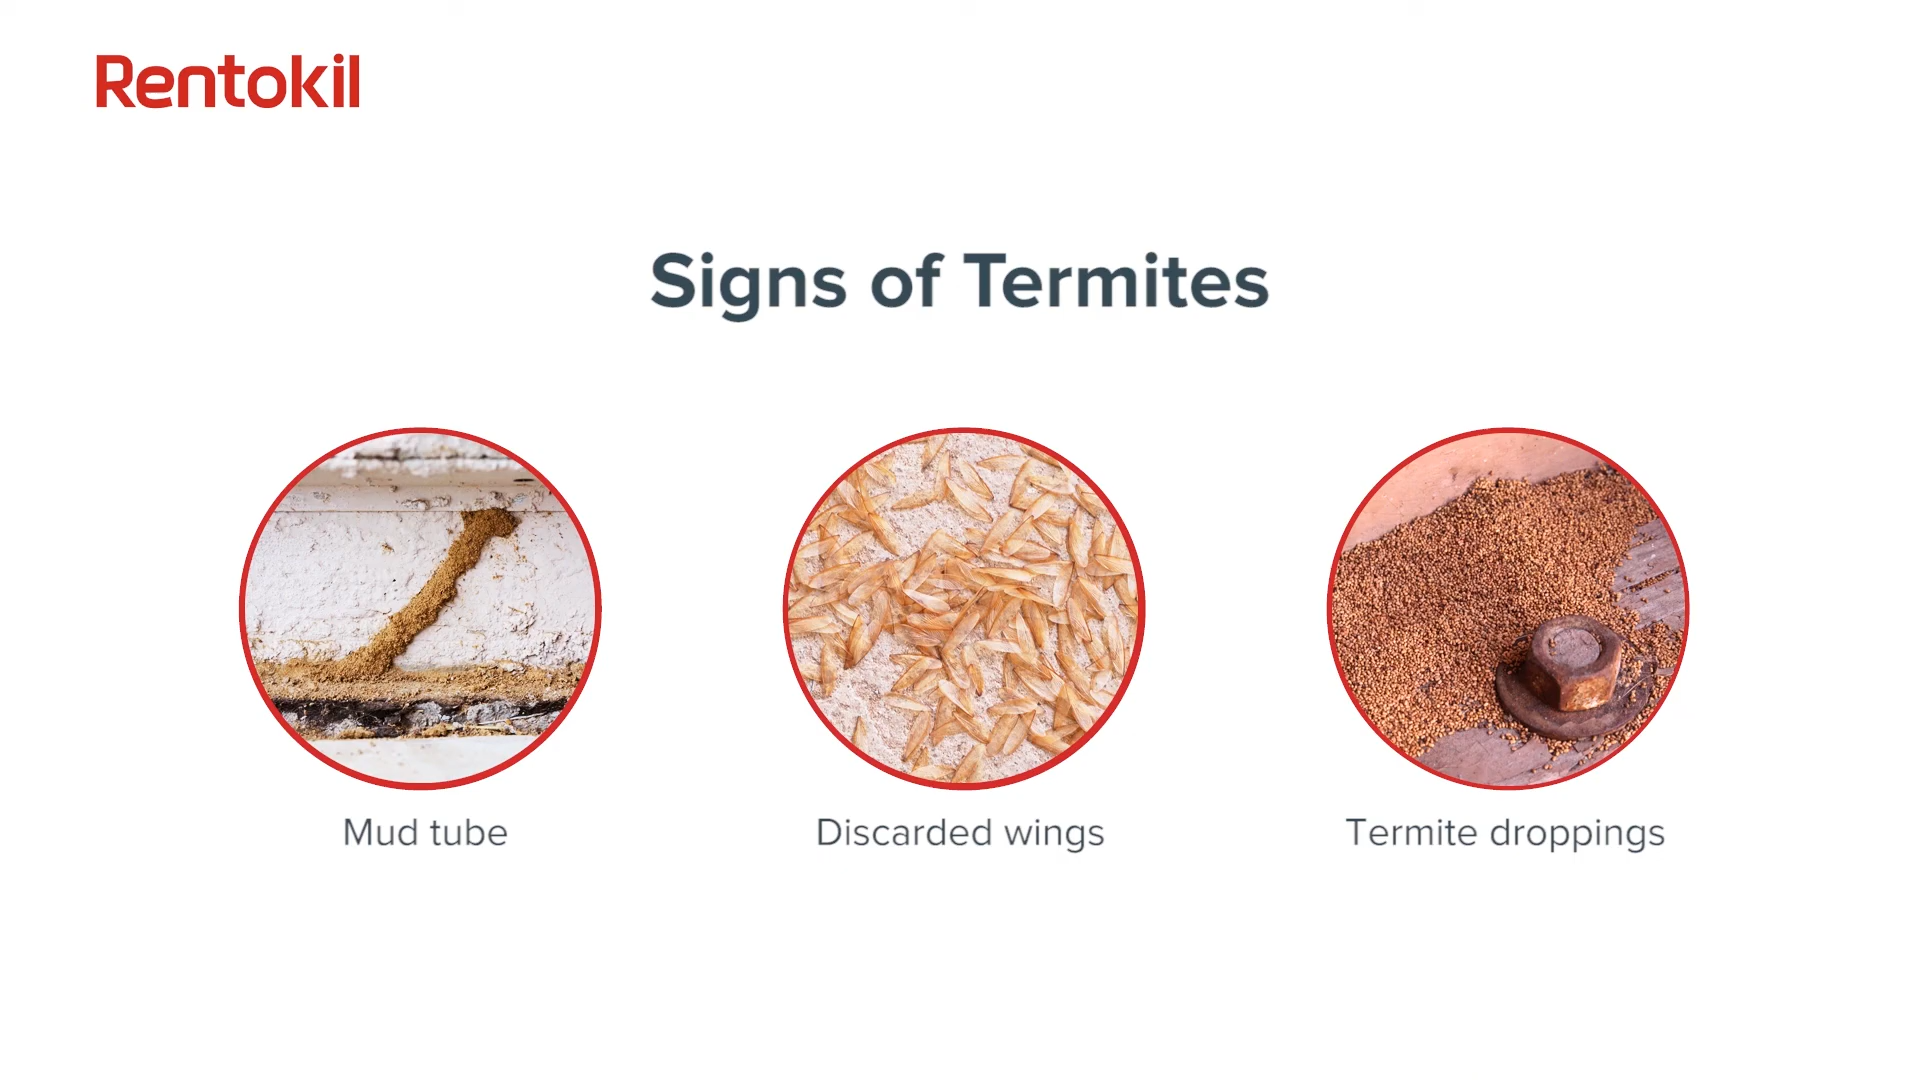 Rentokil
Signs of Termites
Mud tube
Discarded wings
Termite droppings